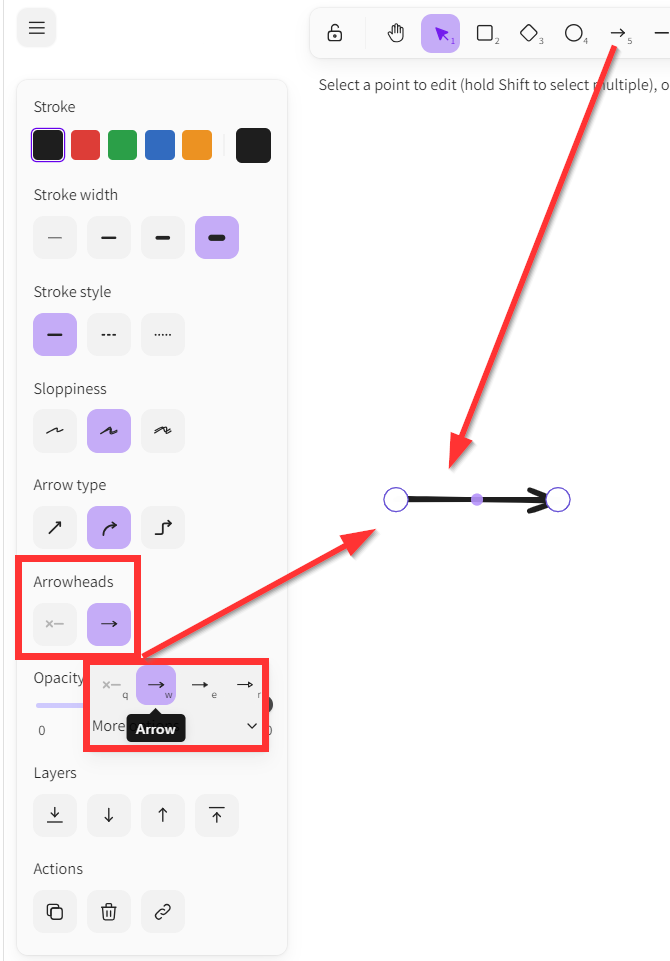 1 2 3 4 5
Select a point to edit (hold Shift to select multiple), o
Stroke
Stroke width
Stroke style
Sloppiness
Arrow type
Arrowheads
Opacity
q w e r
More
Arrow
0
0
Layers
Actions